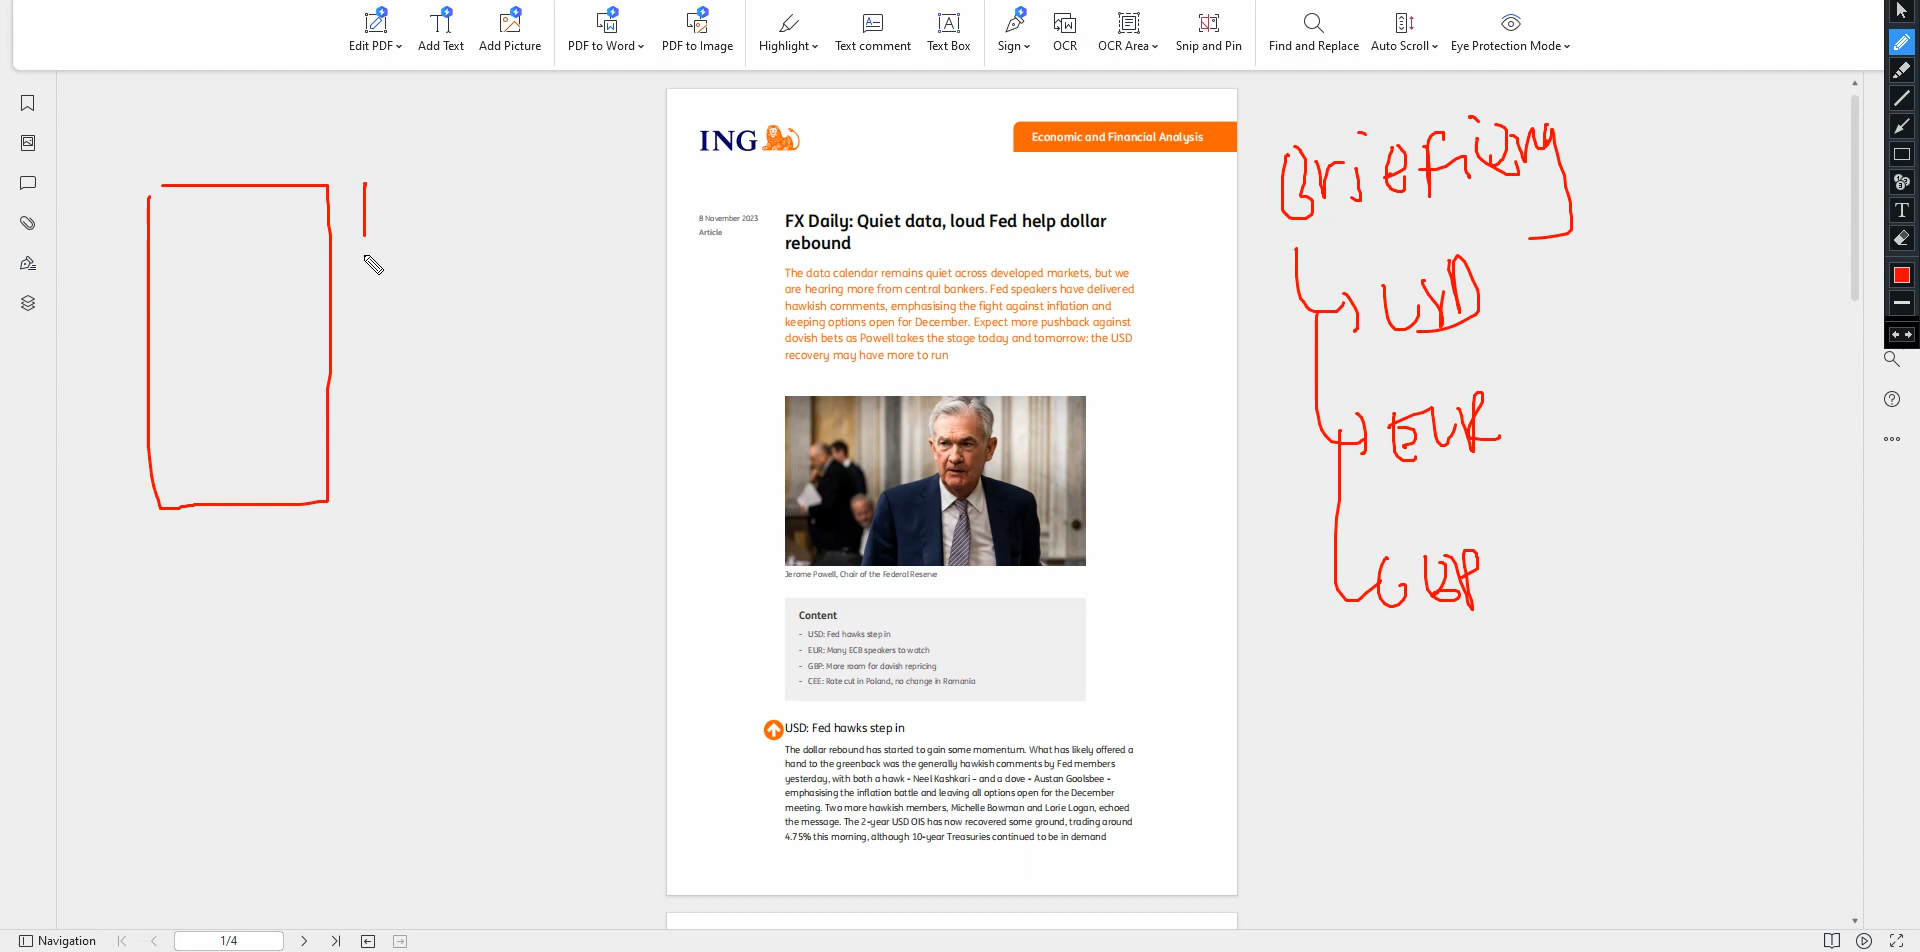 Edit PDF Add Text Add Picture PDF to Word PDF to Image Highlight Text comment Text Box Sign OCR OCR Area Snip and Pin Find and Replace Auto Scroll Eye Protection Mode
ING
Economic and Financial Analysis
8 November 2023
Article
FX Daily: Quiet data, loud Fed help dollar
rebound
The data calendar remains quiet across developed markets, but we
are hearing more from central bankers. Fed speakers have delivered
hawkish comments, emphasising the fight against inflation and
keeping options open for December. Expect more pushback against
dovish bets as Powell takes the stage today and tomorrow: the USD
recovery may have more to run
Jerome Powell, Chair of the Federal Reserve
Content
- USD: Fed hawks step in
- EUR: Many ECB speakers to watch
- GBP: More room for dovish repricing
- CEE: Rate cut in Poland, no change in Romania
USD: Fed hawks step in
The dollar rebound has started to gain some momentum. What has likely offered a
hand to the greenback was the generally hawkish comments by Fed members
yesterday, with both a hawk - Neel Kashkari – and a dove - Austan Goolsbee -
emphasising the inflation battle and leaving all options open for the December
meeting. Two more hawkish members, Michelle Bowman and Lorie Logan, echoed
the message. The 2-year USD OIS has now recovered some ground, trading around
4.75% this morning, although 10-year Treasuries continued to be in demand
USD
EUR
GBP
Navigation
1/4